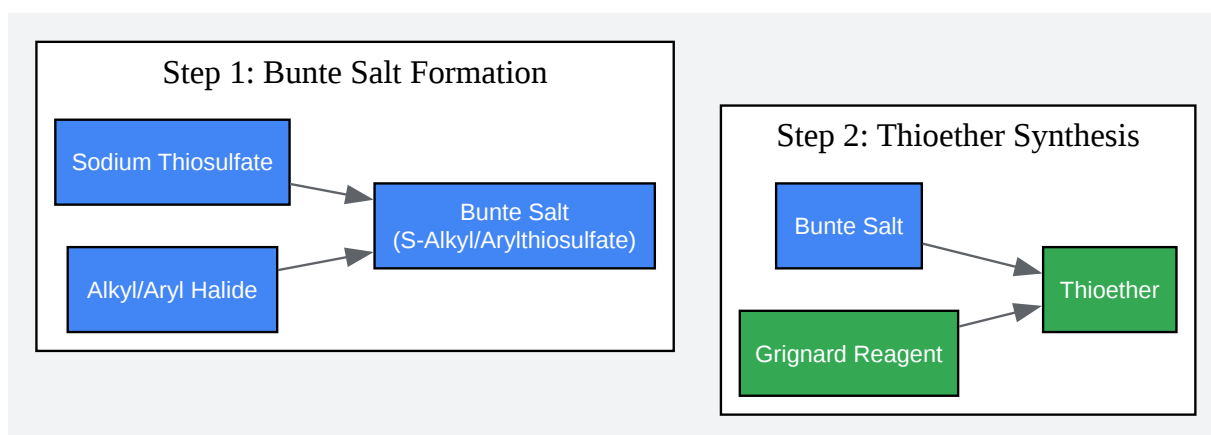 Step 1: Bunte Salt Formation
Sodium Thiosulfate
Alkyl/Aryl Halide
Bunte Salt
(S-Alkyl/Arylthiosulfate)
Step 2: Thioether Synthesis
Bunte Salt
Grignard Reagent
Thioether